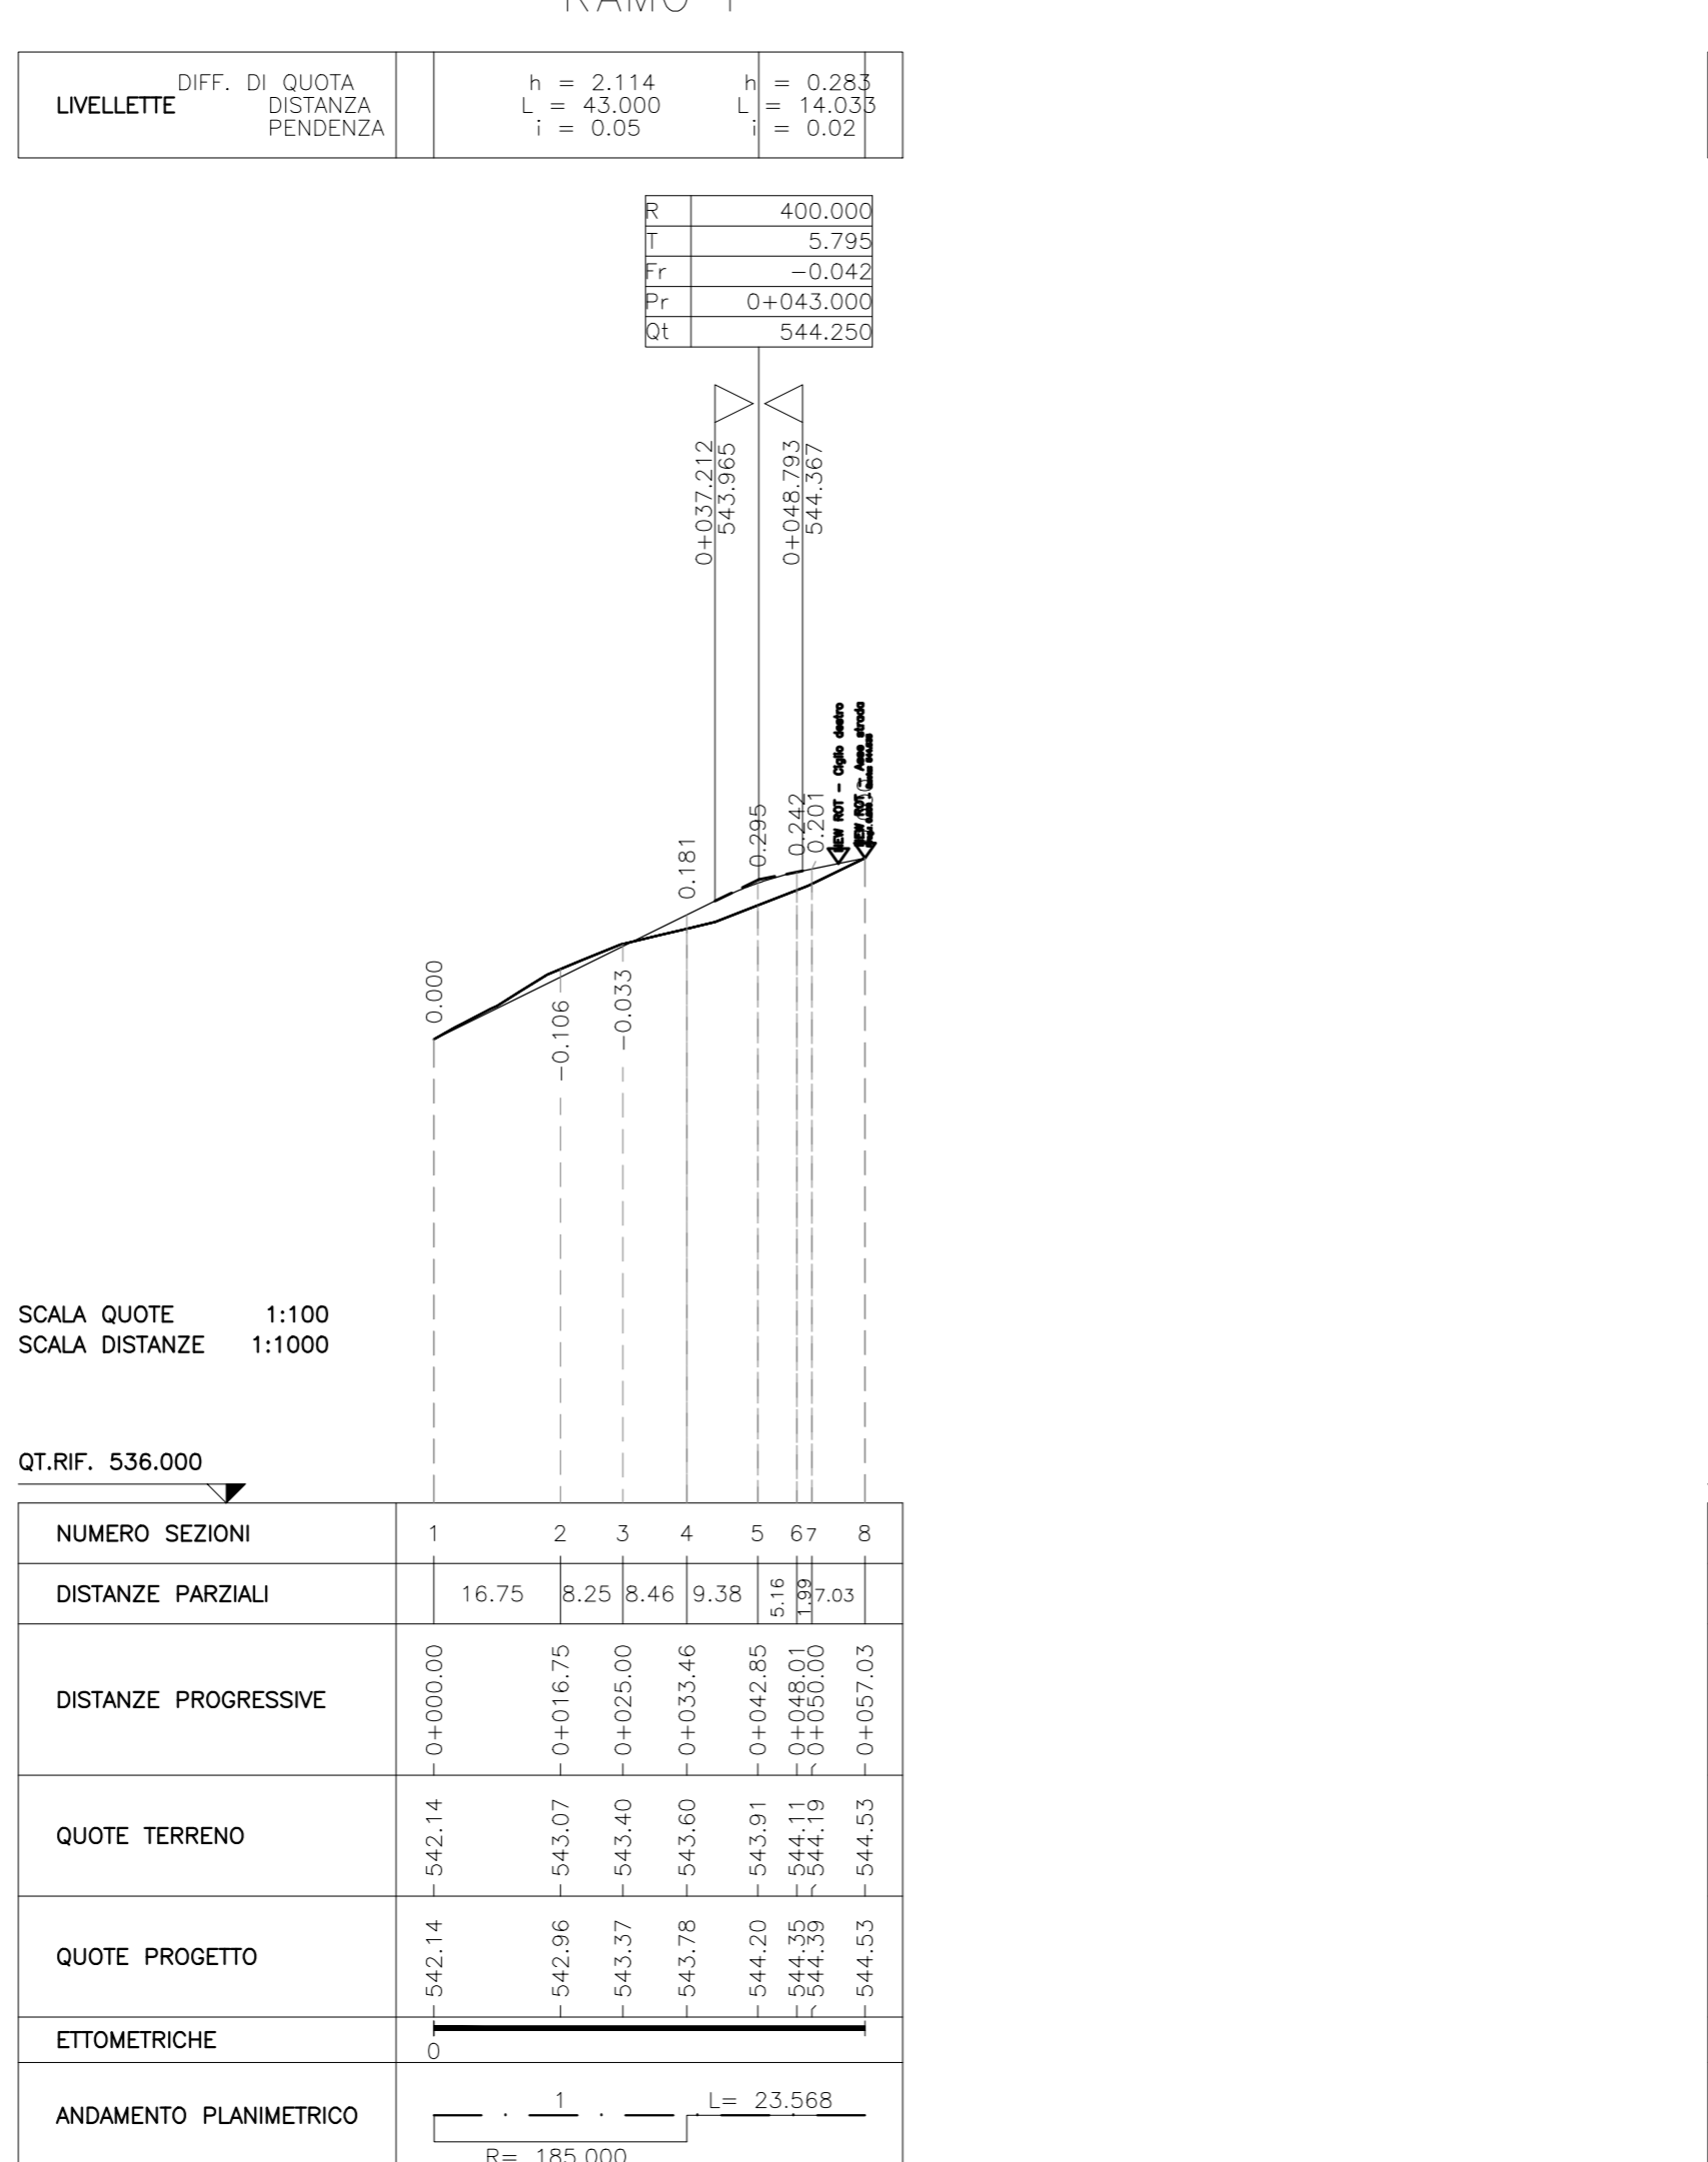 RAMO 1
DIFF. DI QUOTA
LIVELLETTE DISTANZA
PENDENZA
h = 2.114
L = 43.000
i = 0.05
h = 0.283
L = 14.033
i = 0.02
R 400.000
T 5.795
Fr -0.042
Pr 0+043.000
Qt 544.250
0+037.212
543.965
0+048.793
544.367
NEW ROT - Ciglio destro
NEW ROT - Asse strada
0.000
-0.106
-0.033
0.181
0.295
0.242
0.201
SCALA QUOTE 1:100
SCALA DISTANZE 1:1000
QT.RIF. 536.000
NUMERO SEZIONI 1 2 3 4 5 6 7 8
DISTANZE PARZIALI 16.75 8.25 8.46 9.38 5.16 1.99 7.03
DISTANZE PROGRESSIVE 0+000.00 0+016.75 0+025.00 0+033.46 0+042.85 0+048.01 0+050.00 0+057.03
QUOTE TERRENO 542.14 543.07 543.40 543.60 543.91 544.11 544.19 544.53
QUOTE PROGETTO 542.14 542.96 543.37 543.78 544.20 544.35 544.39 544.53
ETTOMETRICHE 0
ANDAMENTO PLANIMETRICO 1 L= 23.568
R= 185.000